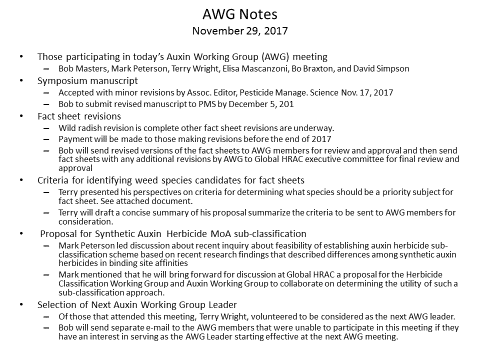 AWG Notes
November 29, 2017
• Those participating in today's Auxin Working Group (AWG) meeting
– Bob Masters, Mark Peterson, Terry Wright, Elisa Mascanzoni, Bo Braxton, and David Simpson
• Symposium manuscript
– Accepted with minor revisions by Assoc. Editor, Pesticide Manage. Science Nov. 17, 2017
– Bob to submit revised manuscript to PMS by December 5, 201
• Fact sheet revisions
– Wild radish revision is complete other fact sheet revisions are underway.
– Payment will be made to those making revisions before the end of 2017
– Bob will send revised versions of the fact sheets to AWG members for review and approval and then send
fact sheets with any additional revisions by AWG to Global HRAC executive committee for final review and
approval
• Criteria for identifying weed species candidates for fact sheets
– Terry presented his perspectives on criteria for determining what species should be a priority subject for
fact sheet. See attached document.
– Terry will draft a concise summary of his proposal summarize the criteria to be sent to AWG members for
consideration.
• Proposal for Synthetic Auxin Herbicide MoA sub-classification
– Mark Peterson led discussion about recent inquiry about feasibility of establishing auxin herbicide sub-
classification scheme based on recent research findings that described differences among synthetic auxin
herbicides in binding site affinities
– Mark mentioned that he will bring forward for discussion at Global HRAC a proposal for the Herbicide
Classification Working Group and Auxin Working Group to collaborate on determining the utility of such a
sub-classification approach.
• Selection of Next Auxin Working Group Leader
– Of those that attended this meeting, Terry Wright, volunteered to be considered as the next AWG leader.
– Bob will send separate e-mail to the AWG members that were unable to participate in this meeting if they
have an interest in serving as the AWG Leader starting effective at the next AWG meeting.